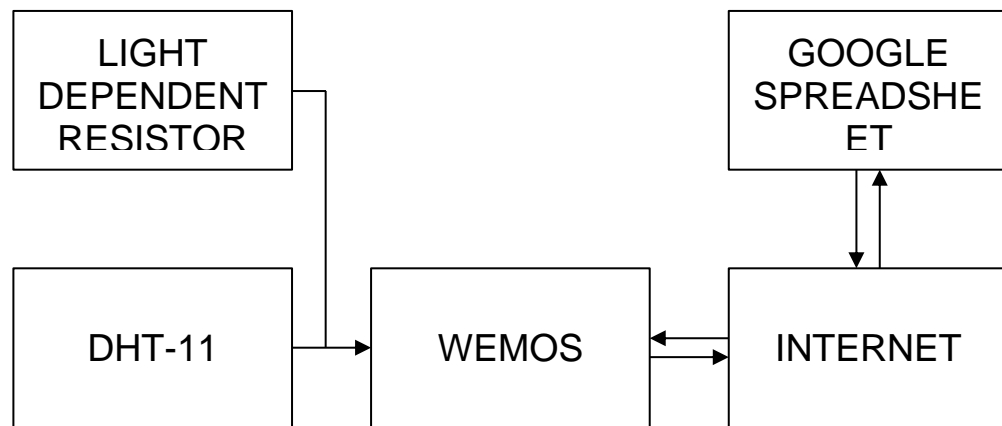 LIGHT
DEPENDENT
RESISTOR
GOOGLE
SPREADSHE
ET
DHT-11
WEMOS
INTERNET